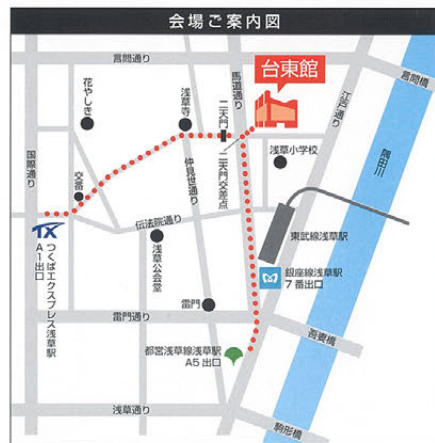 会場ご案内図
言問通り
言問橋
馬道通り
台東館
花やしき
浅草寺
二天門
二天門交差点
江戸通り
隅田川
国際通り
交番
仲見世通り
浅草小学校
伝法院通り
TX
つくばエクスプレス浅草駅
A1出口
浅草公会堂
東武線浅草駅
銀座線浅草駅
7番出口
雷門
雷門通り
吾妻橋
都営浅草線浅草駅
A5出口
浅草通り
駒形橋